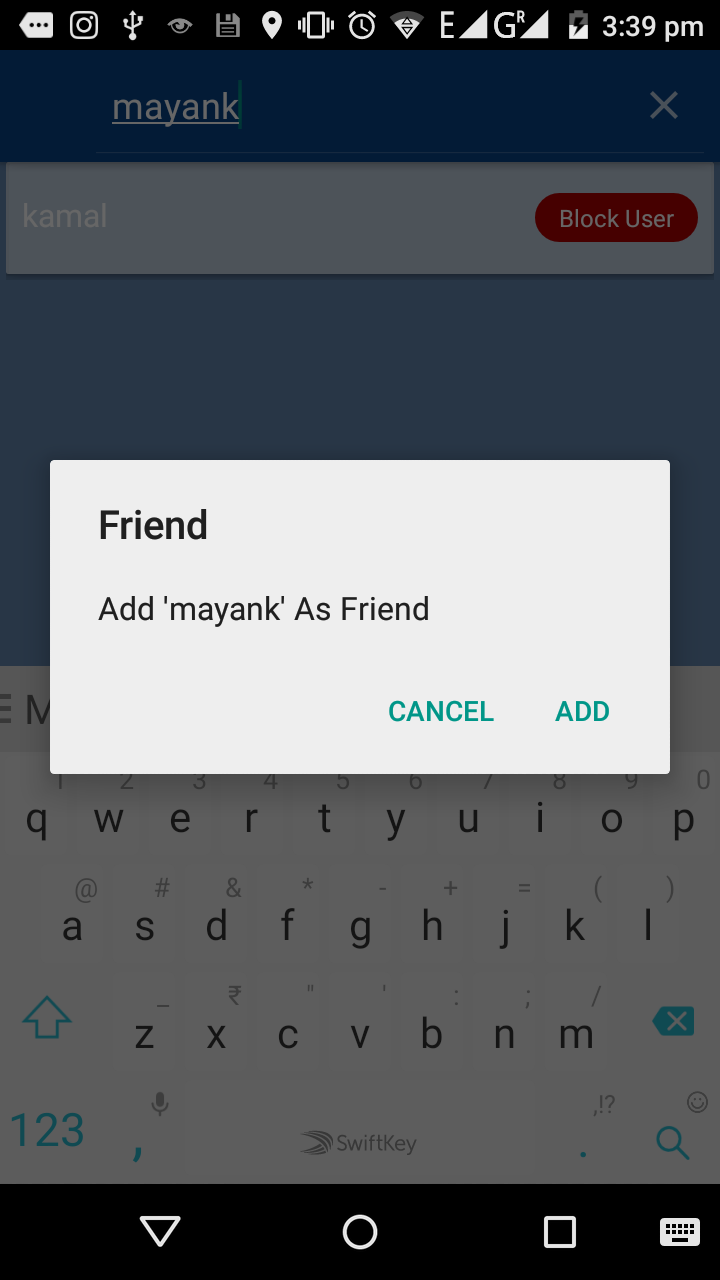 E GR 3:39 pm
mayank
kamal
Block User
Friend
Add 'mayank' As Friend
CANCEL ADD
M
1 2 3 4 5 6 7 8 9 0
q w e r t y u i o p
@ # & * - + = ( )
a s d f g h j k l
_ ₹ " ' : ; /
z x c v b n m
,!?
123 , SwiftKey .